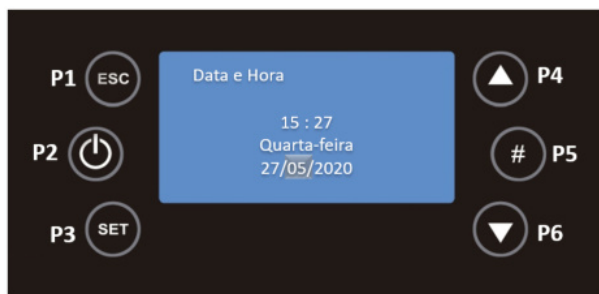 P1 ESC
P2
P3 SET
Data e Hora
15 : 27
Quarta-feira
27/05/2020
P4
# P5
P6